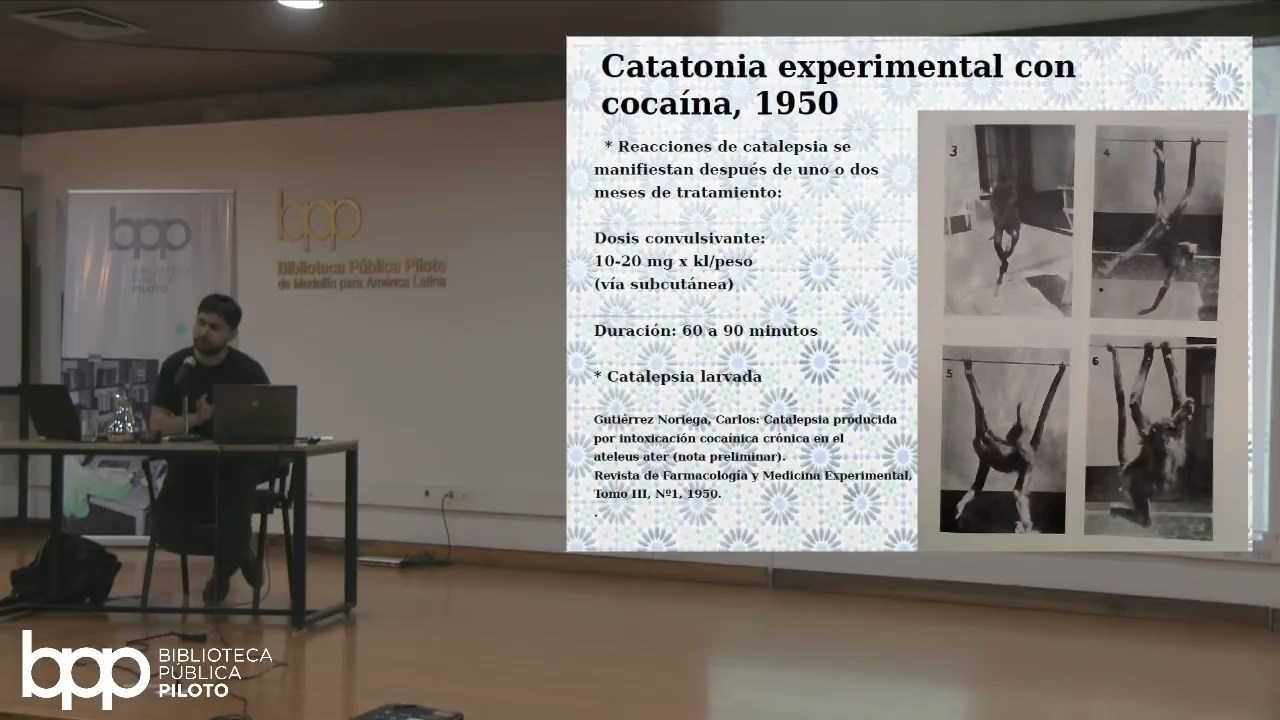 Catatonia experimental con
cocaína, 1950
* Reacciones de catalepsia se
manifiestan después de uno o dos
meses de tratamiento:
Dosis convulsivante:
10-20 mg x kl/peso
(vía subcutánea)
Duración: 60 a 90 minutos
* Catalepsia larvada
Gutiérrez Noriega, Carlos: Catalepsia producida
por intoxicación cocaínica crónica en el
ateleus ater (nota preliminar).
Revista de Farmacología y Medicina Experimental,
Tomo III, Nº1, 1950.
.
3
4
5
6
bpp
BIBLIOTECA
PÚBLICA
PILOTO
bpp
Biblioteca Pública Piloto
de Medellín para América Latina
bpp
BIBLIOTECA
PÚBLICA
PILOTO